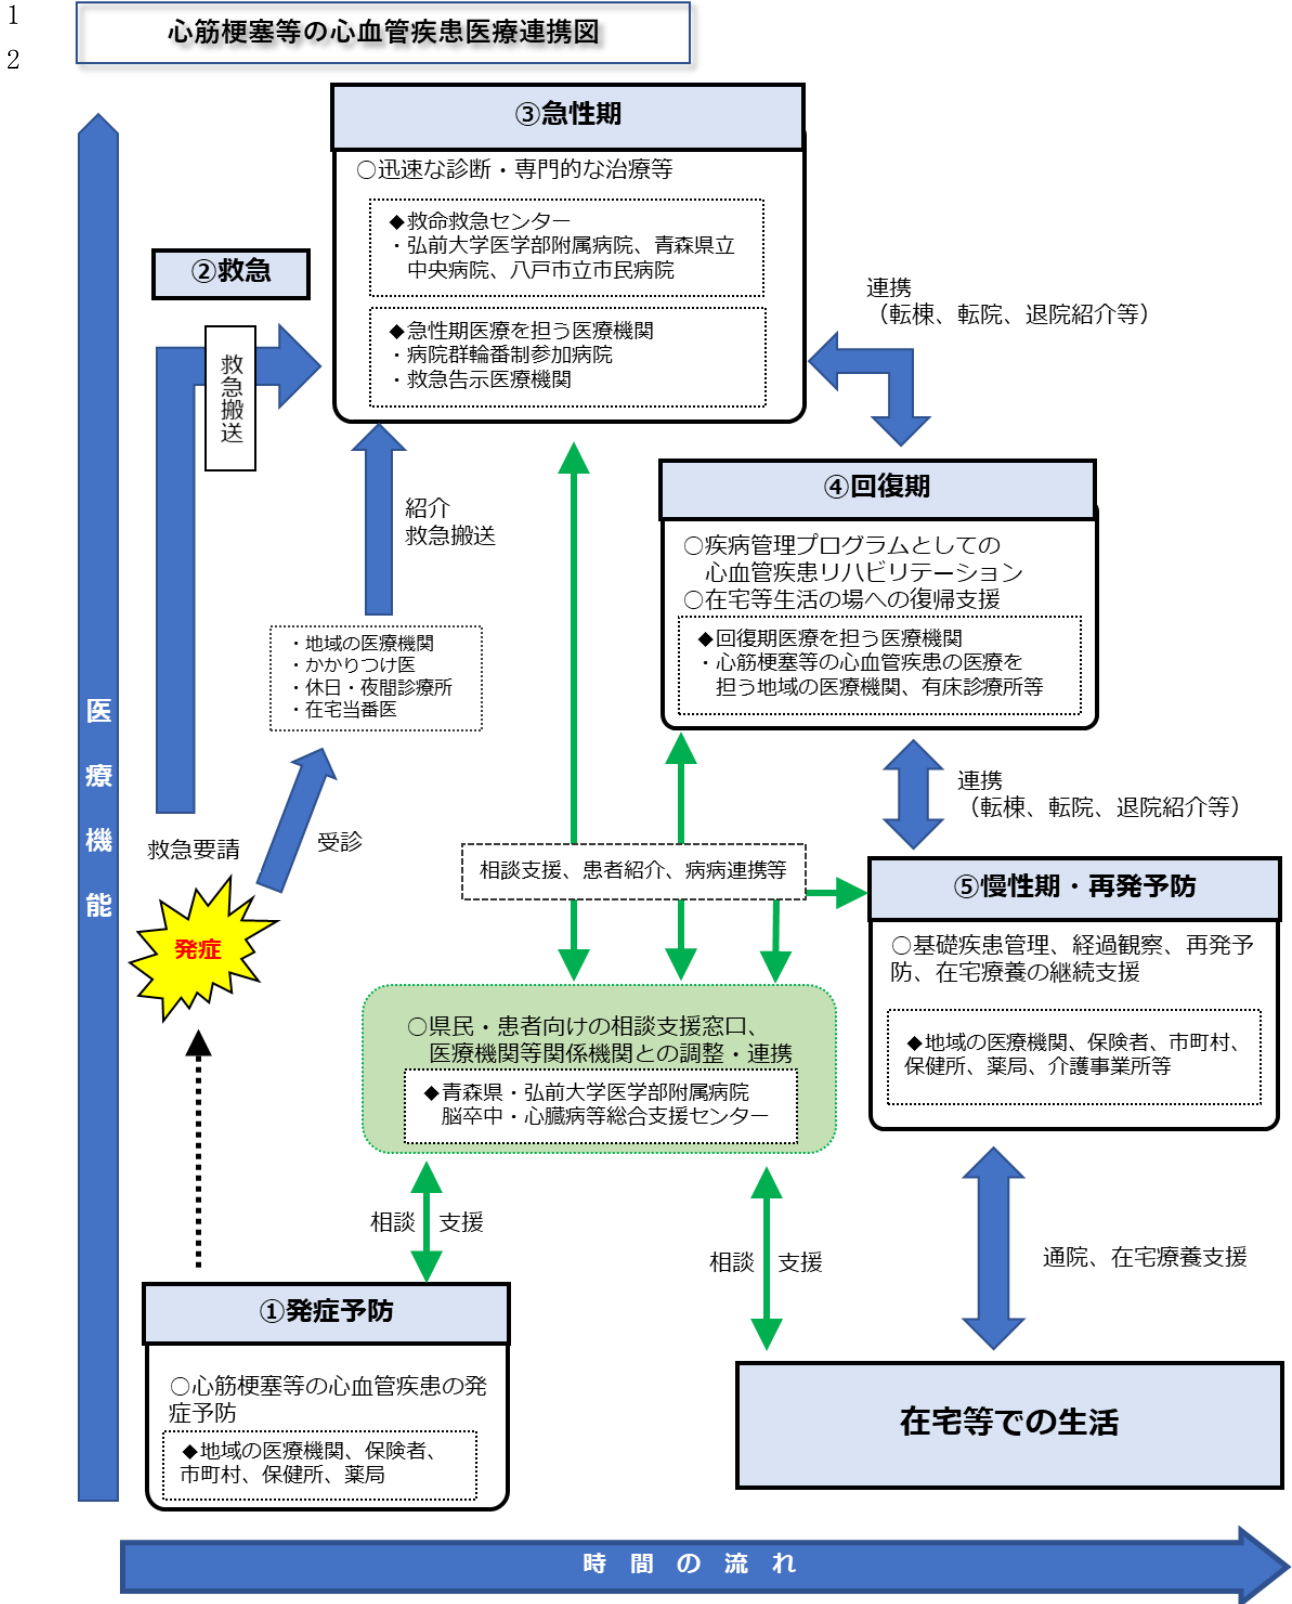 1
2
心筋梗塞等の心血管疾患医療連携図
③急性期
○迅速な診断・専門的な治療等
◆救命救急センター
・弘前大学医学部附属病院、青森県立
中央病院、八戸市立市民病院
◆急性期医療を担う医療機関
・病院群輪番制参加病院
・救急告示医療機関
②救急
救急搬送
連携
（転棟、転院、退院紹介等）
紹介
救急搬送
④回復期
○疾病管理プログラムとしての
心血管疾患リハビリテーション
○在宅等生活の場への復帰支援
◆回復期医療を担う医療機関
・心筋梗塞等の心血管疾患の医療を
担う地域の医療機関、有床診療所等
・地域の医療機関
・かかりつけ医
・休日・夜間診療所
・在宅当番医
医療機能
救急要請
受診
発症
連携
（転棟、転院、退院紹介等）
相談支援、患者紹介、病病連携等
⑤慢性期・再発予防
○基礎疾患管理、経過観察、再発予
防、在宅療養の継続支援
◆地域の医療機関、保険者、市町村、
保健所、薬局、介護事業所等
○県民・患者向けの相談支援窓口、
医療機関等関係機関との調整・連携
◆青森県・弘前大学医学部附属病院
脳卒中・心臓病等総合支援センター
相談 支援
相談 支援
通院、在宅療養支援
①発症予防
○心筋梗塞等の心血管疾患の発
症予防
◆地域の医療機関、保険者、
市町村、保健所、薬局
在宅等での生活
時間の流れ